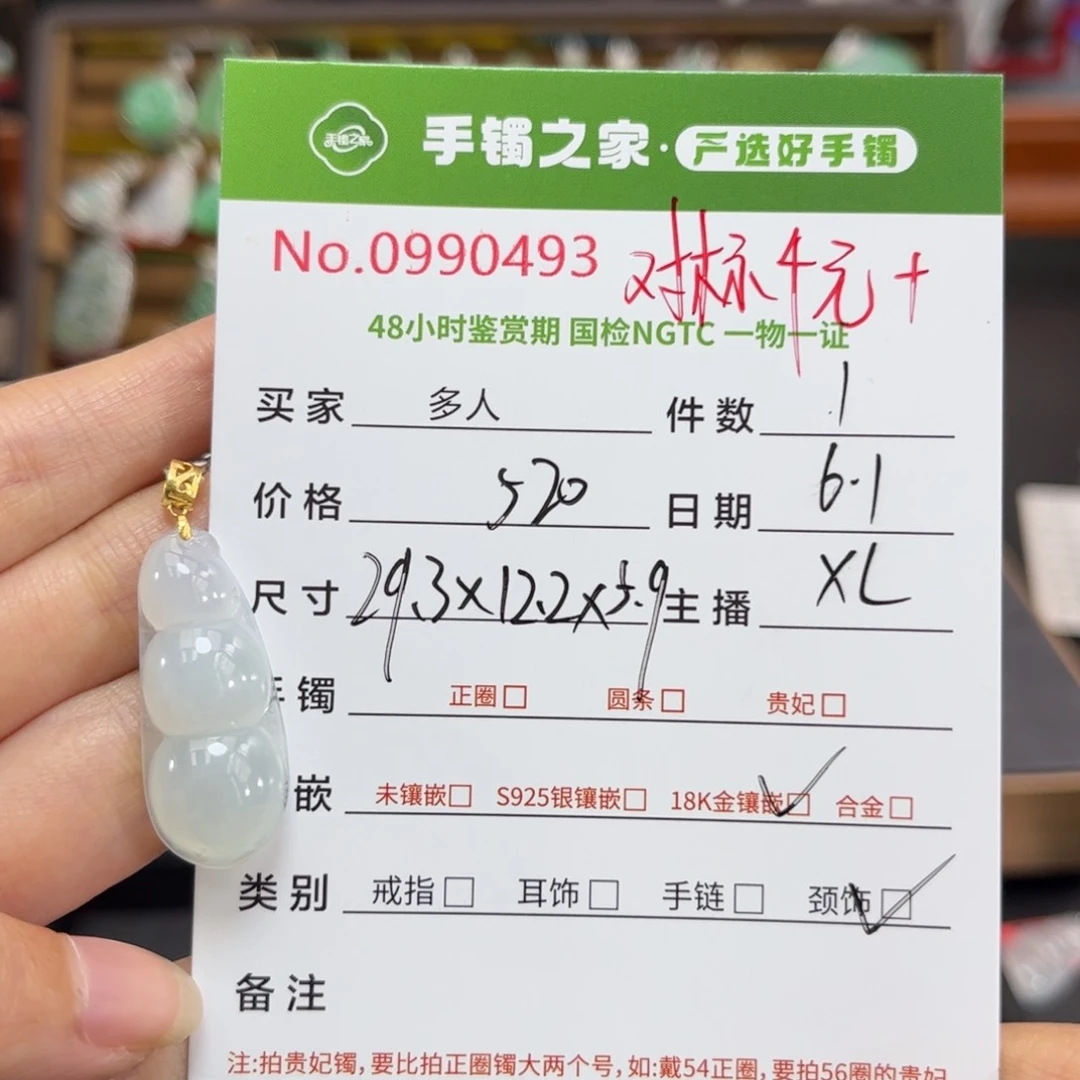 手镯之家 手镯之家·严选好手镯
No.0990493 对标4元+
48小时鉴赏期 国检NGTC 一物一证
买家 多人 件数 1
价格 520 日期 6.1
尺寸 29.3×12.2×5.9 主播 XL
手镯 正圈□ 圆条□ 贵妃□
嵌 未镶嵌□ S925银镶嵌□ 18K金镶嵌☑ 合金□
类别 戒指□ 耳饰□ 手链□ 颈饰☑
备注
注:拍贵妃镯,要比拍正圈镯大两个号,如:戴54正圈,要拍56圈的贵妃